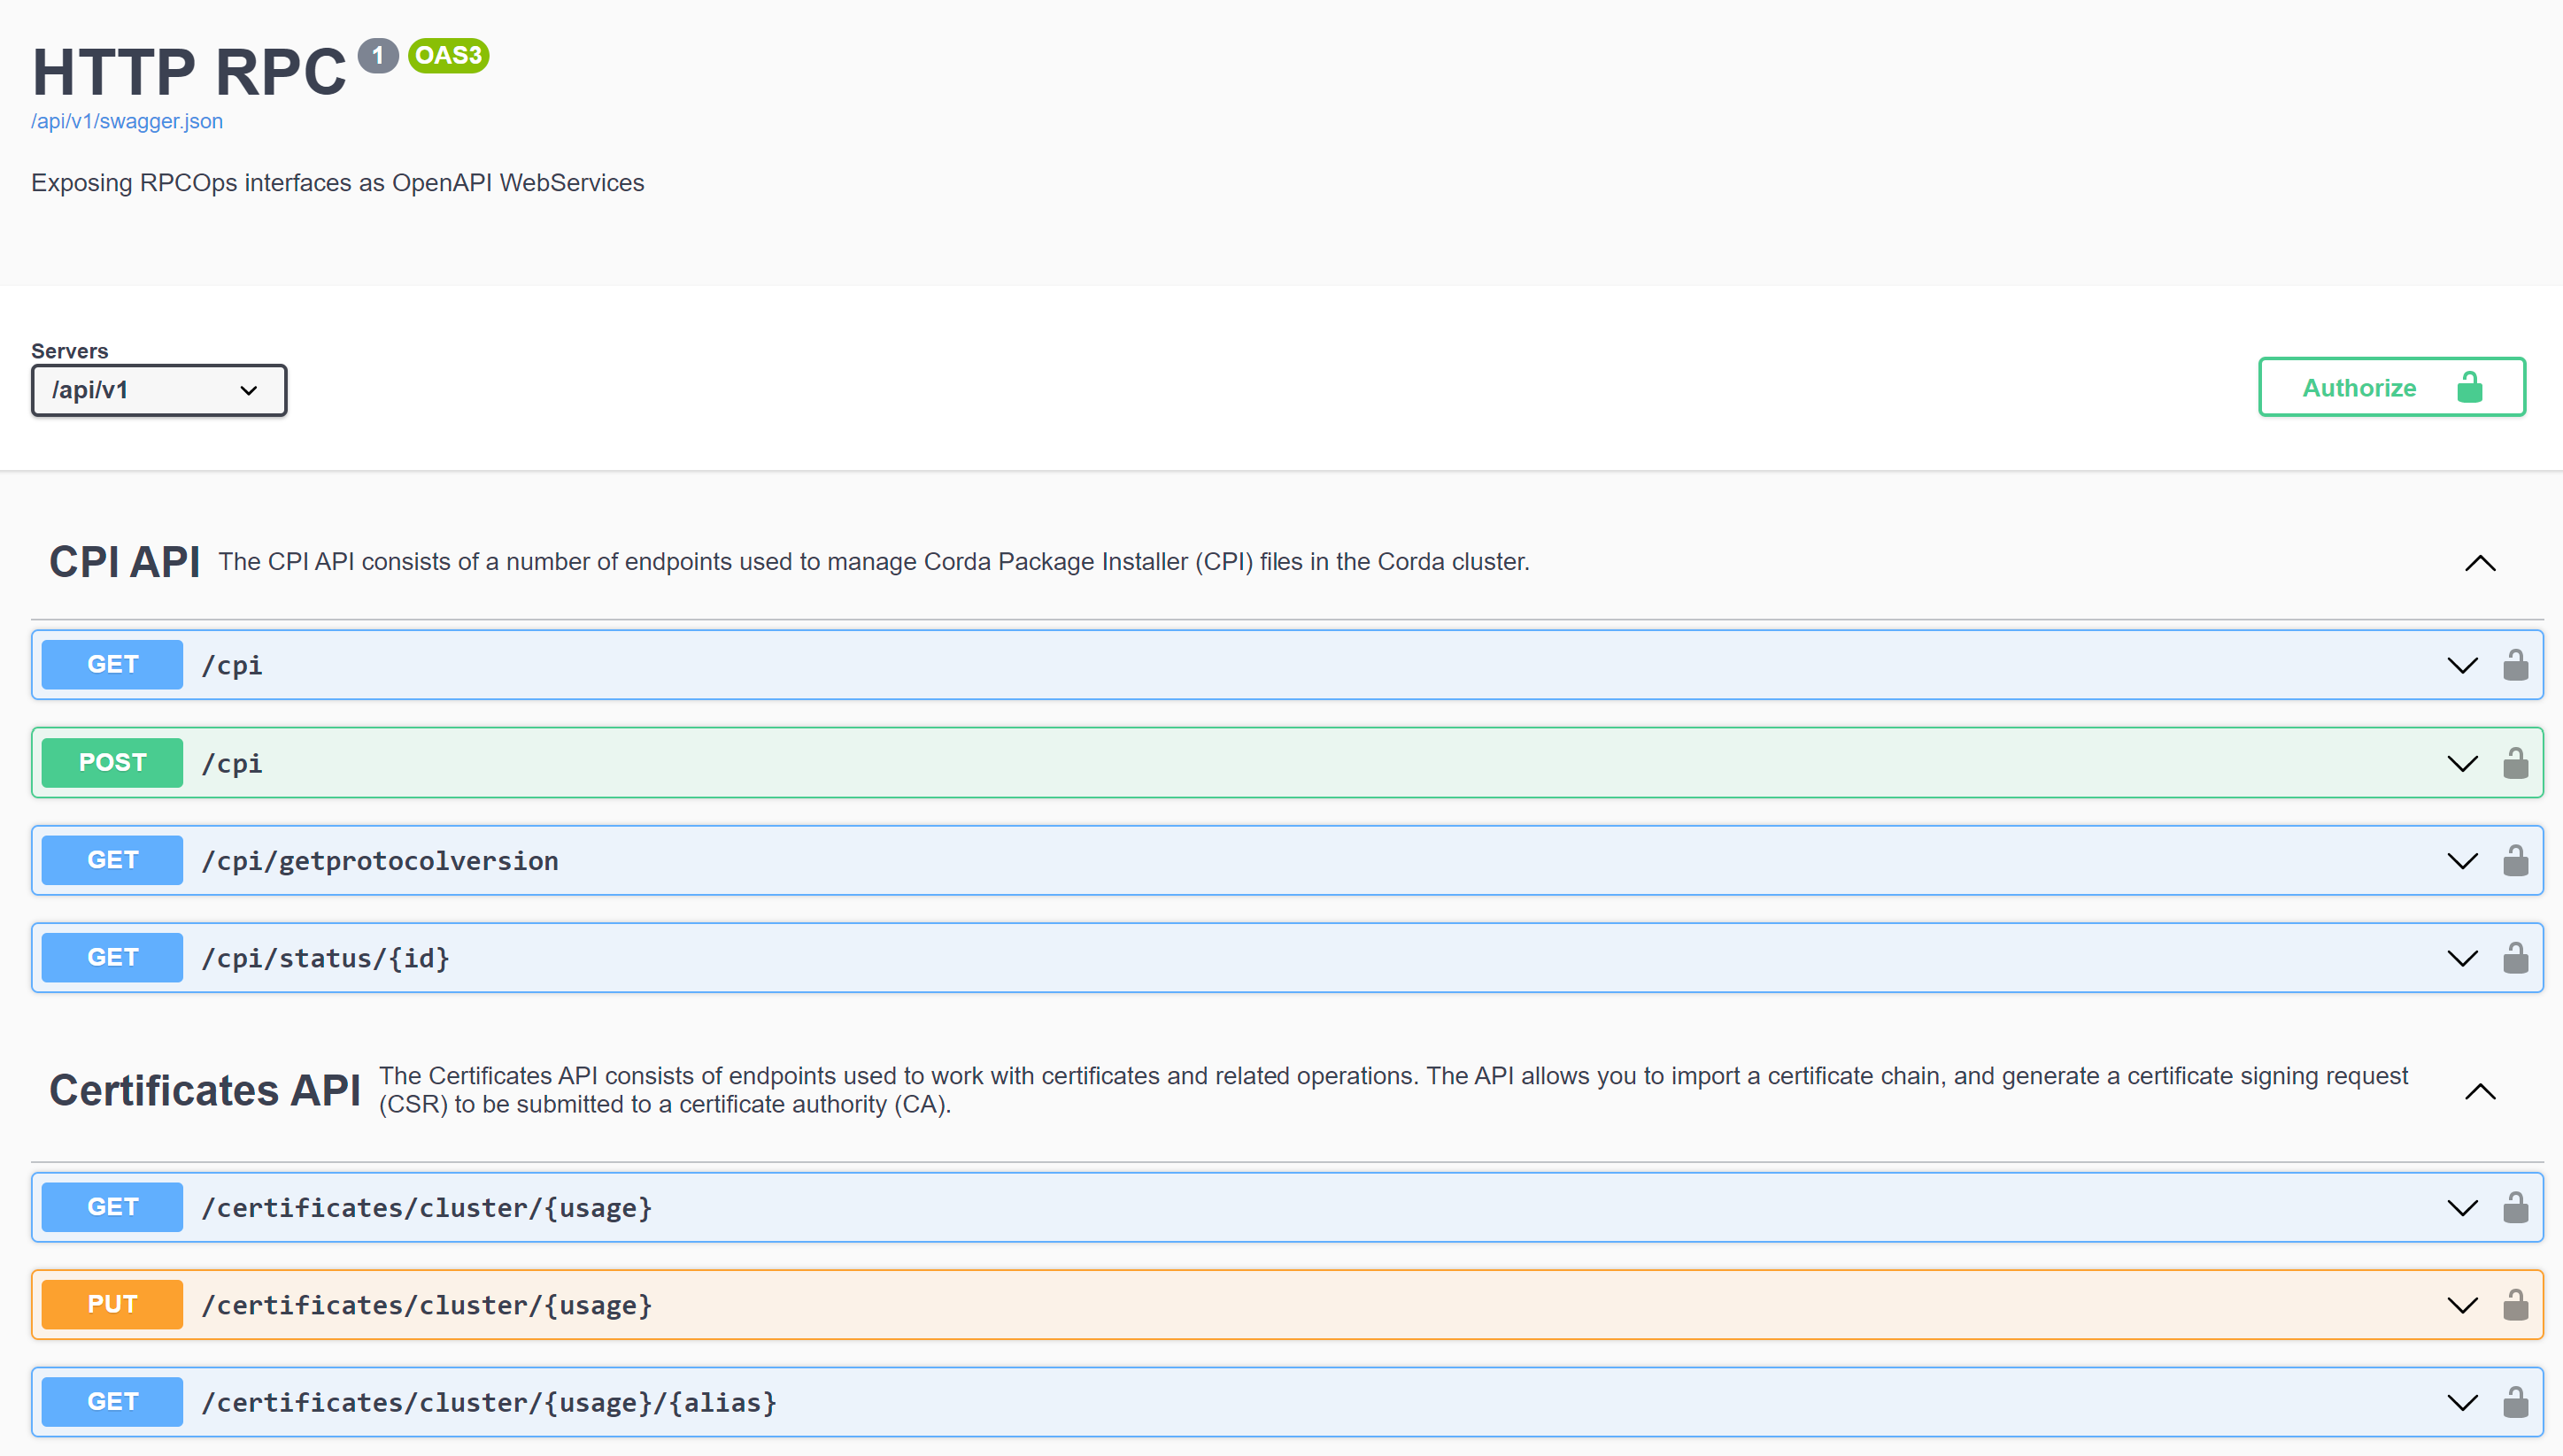 HTTP RPC 1 OAS3
/api/v1/swagger.json
Exposing RPCOps interfaces as OpenAPI WebServices
Servers
/api/v1
Authorize
CPI API The CPI API consists of a number of endpoints used to manage Corda Package Installer (CPI) files in the Corda cluster.
GET /cpi
POST /cpi
GET /cpi/getprotocolversion
GET /cpi/status/{id}
Certificates API The Certificates API consists of endpoints used to work with certificates and related operations. The API allows you to import a certificate chain, and generate a certificate signing request
(CSR) to be submitted to a certificate authority (CA).
GET /certificates/cluster/{usage}
PUT /certificates/cluster/{usage}
GET /certificates/cluster/{usage}/{alias}